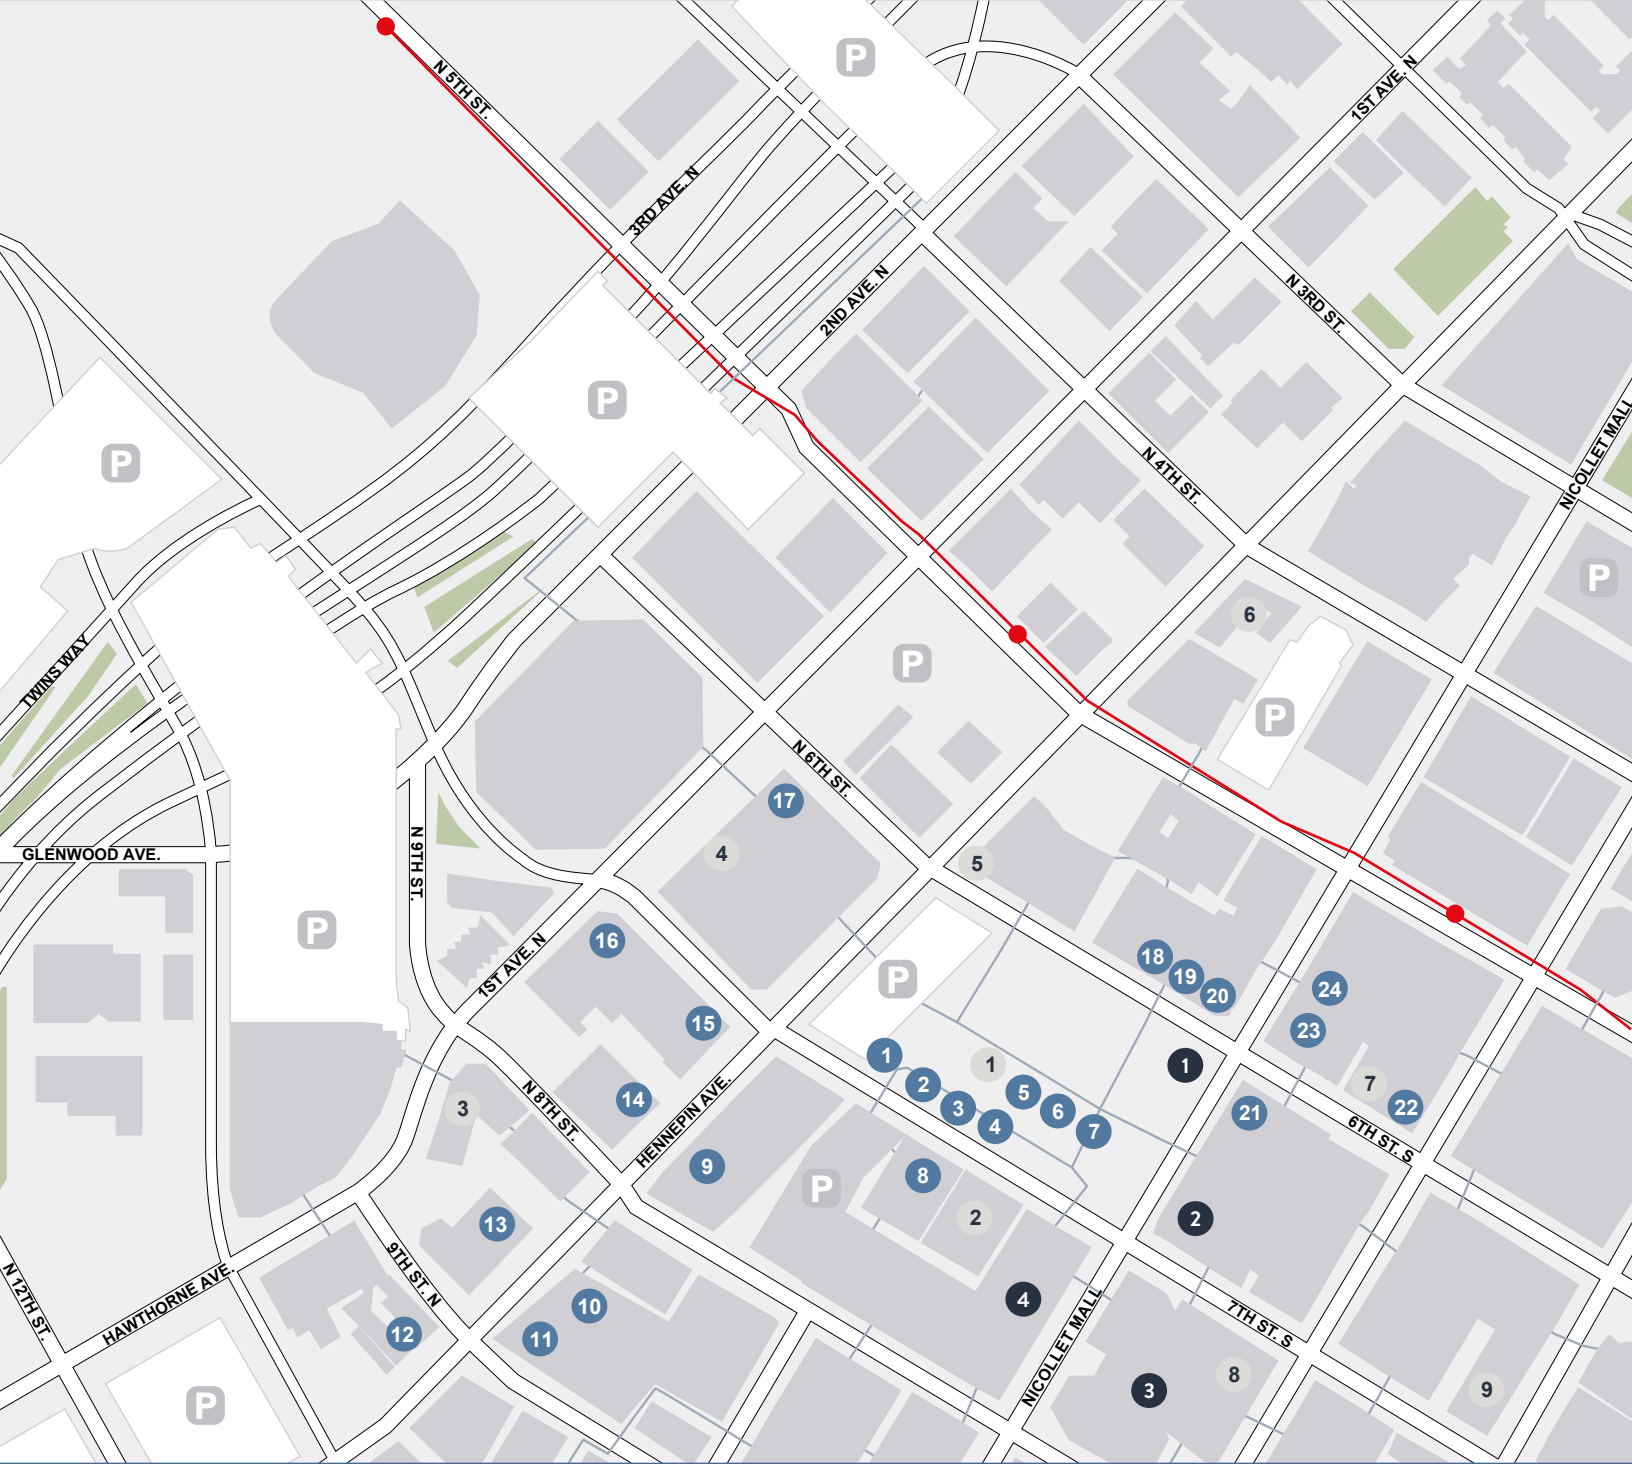 P
N 5TH ST.
1ST AVE. N
3RD AVE. N
2ND AVE. N
N 3RD ST.
P
NICOLLET MALL
P
N 4TH ST.
P
6
TWINS WAY
P
P
N 6TH ST.
17
4
5
GLENWOOD AVE.
N 9TH ST.
P
16
1ST AVE. N
P
18
19
20
24
23
15
1
1
1
2
5
7
3
6
22
4
7
21
14
3
N 8TH ST.
HENNEPIN AVE.
6TH ST. S
9
8
P
2
2
13
9TH ST. N
HAWTHORNE AVE.
N 12TH ST.
10
4
11
12
NICOLLET MALL
7TH ST. S
3
8
9
P